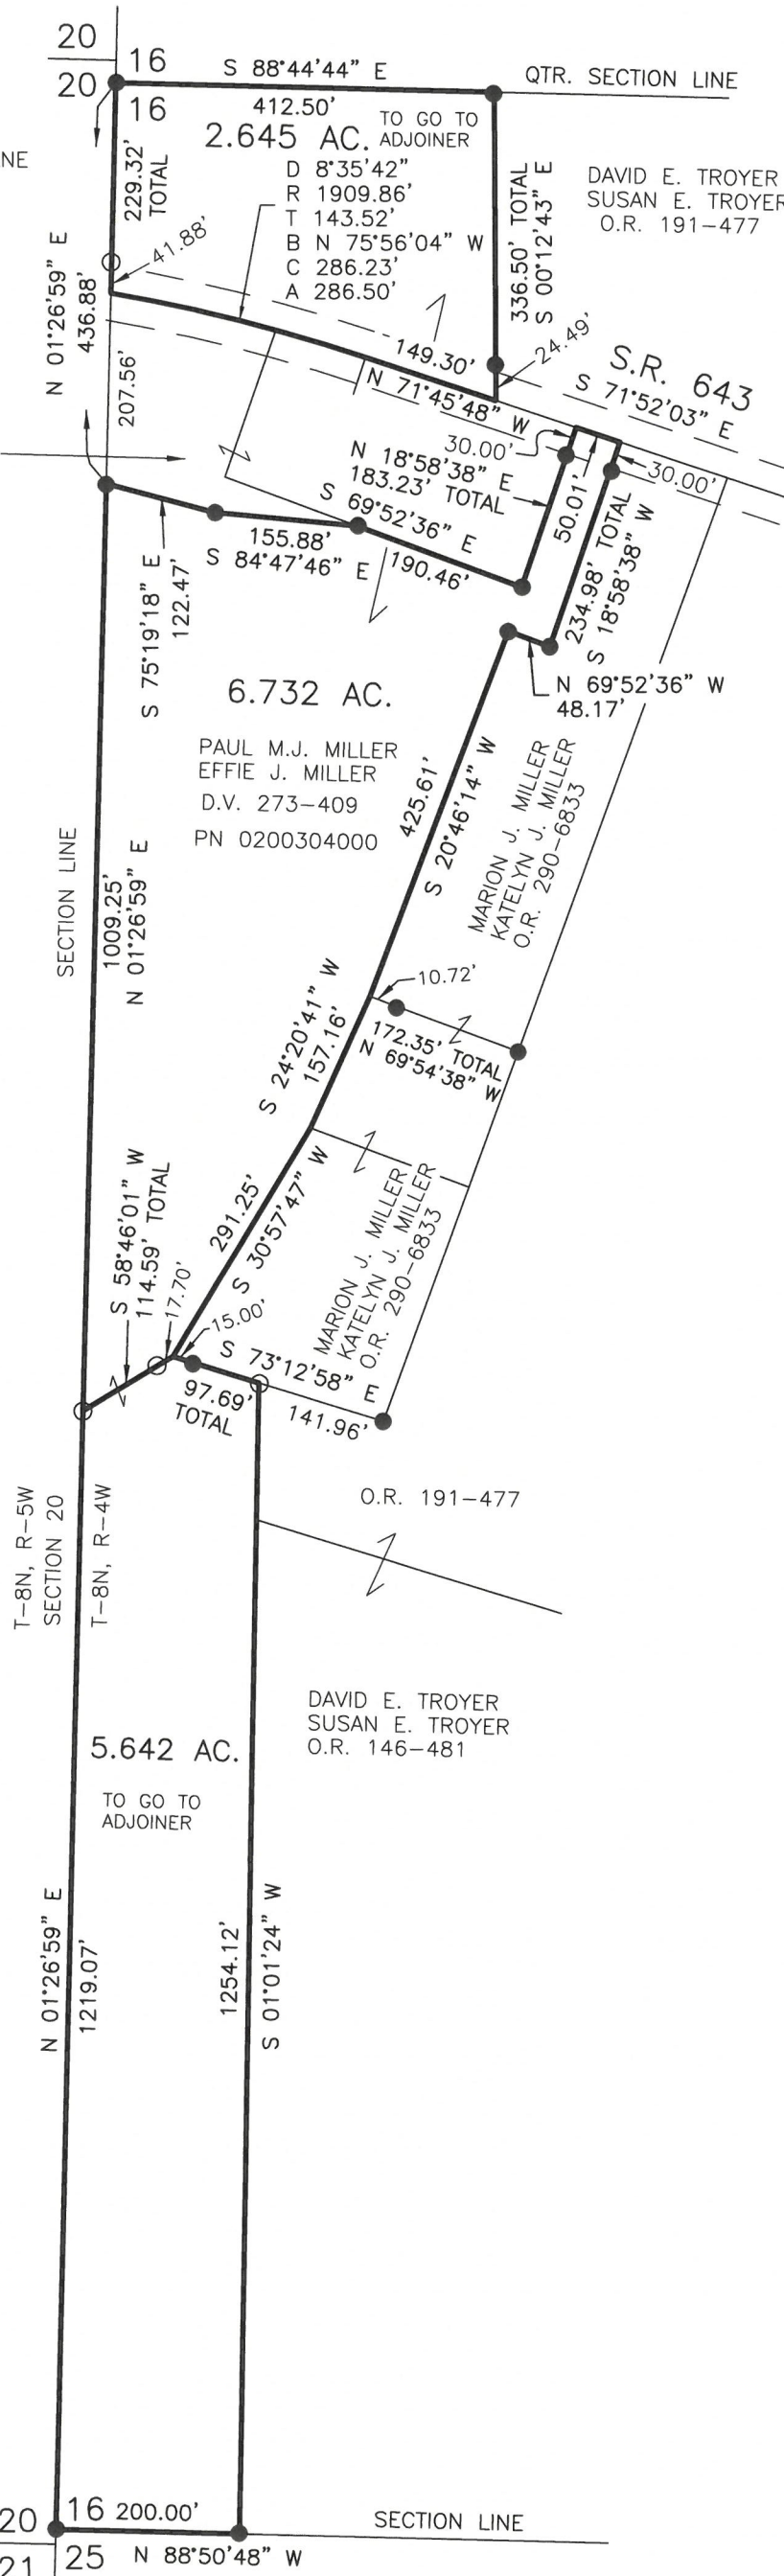 20
16
S 88°44'44" E
QTR. SECTION LINE
20
16
412.50'
TO GO TO
ADJOINER
2.645 AC.
NE
229.32'
TOTAL
D 8°35'42"
R 1909.86'
T 143.52'
B N 75°56'04" W
C 286.23'
A 286.50'
336.50' TOTAL
S 00°12'43" E
DAVID E. TROYER
SUSAN E. TROYER
O.R. 191-477
41.88'
N 01°26'59" E
436.88'
207.56'
149.30'
N 71°45'48" W
24.49'
S.R. 643
S 71°52'03" E
30.00'
N 18°58'38" E
183.23' TOTAL
50.01'
30.00'
234.98' TOTAL
S 18°58'38" W
S 69°52'36" E
190.46'
155.88'
S 84°47'46" E
S 75°19'18" E
122.47'
N 69°52'36" W
48.17'
6.732 AC.
PAUL M.J. MILLER
EFFIE J. MILLER
D.V. 273-409
PN 0200304000
425.61'
S 20°46'14" W
MARION J. MILLER
KATELYN J. MILLER
O.R. 290-6833
SECTION LINE
1009.25'
N 01°26'59" E
10.72'
172.35' TOTAL
N 69°54'38" W
S 24°20'41" W
157.16'
S 58°46'01" W
114.59' TOTAL
17.70'
291.25'
S 30°57'47" W
15.00'
MARION J. MILLER
KATELYN J. MILLER
O.R. 290-6833
S 73°12'58" E
97.69'
TOTAL
141.96'
T-8N, R-5W
SECTION 20
T-8N, R-4W
O.R. 191-477
DAVID E. TROYER
SUSAN E. TROYER
O.R. 146-481
5.642 AC.
TO GO TO
ADJOINER
N 01°26'59" E
1219.07'
1254.12'
S 01°01'24" W
20
16
200.00'
SECTION LINE
21
25
N 88°50'48" W